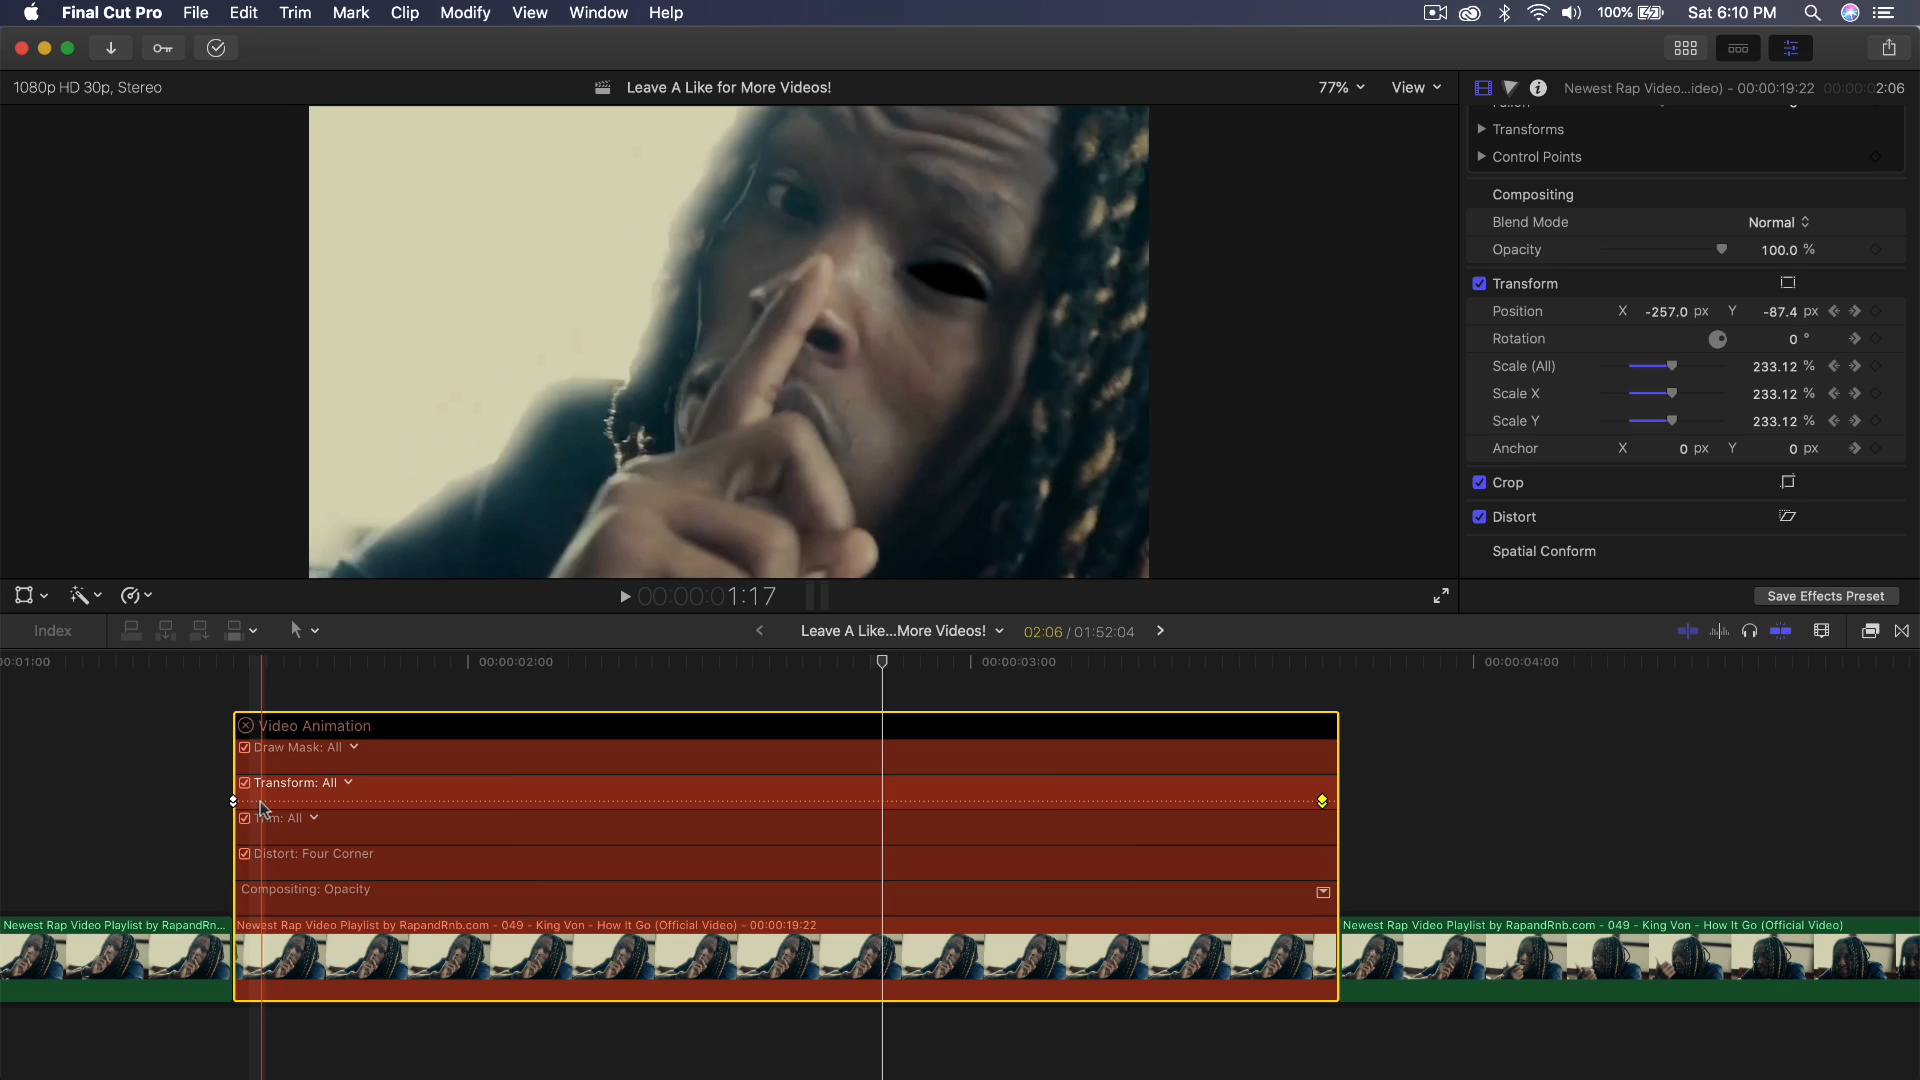 Final Cut Pro File Edit Trim Mark Clip Modify View Window Help 100% Sat 6:10 PM
1080p HD 30p, Stereo Leave A Like for More Videos! 77% View Newest Rap Video...ideo) - 00:00:19:22 00:00:02:06
Transforms
Control Points
Compositing
Blend Mode Normal
Opacity 100.0 %
Transform
Position X -257.0 px Y -87.4 px
Rotation 0 °
Scale (All) 233.12 %
Scale X 233.12 %
Scale Y 233.12 %
Anchor X 0 px Y 0 px
Crop
Distort
Spatial Conform
00:00:01:17 Save Effects Preset
Index Leave A Like...More Videos! 02:06 / 01:52:04
00:01:00 00:00:02:00 00:00:03:00 00:00:04:00
Video Animation
Draw Mask: All
Transform: All
Trim: All
Distort: Four Corner
Compositing: Opacity
Newest Rap Video Playlist by RapandRn... Newest Rap Video Playlist by RapandRnb.com - 049 - King Von - How It Go (Official Video) - 00:00:19:22 Newest Rap Video Playlist by RapandRnb.com - 049 - King Von - How It Go (Official Video)